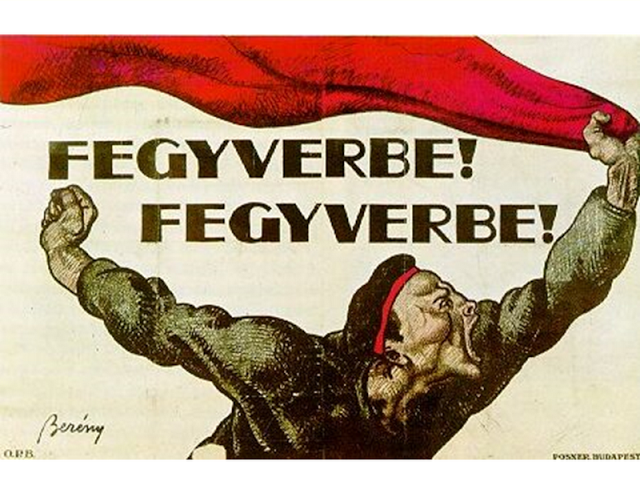 FEGYVERBE!
FEGYVERBE!
Berény
O.P.B.
POSNER. BUDAPEST